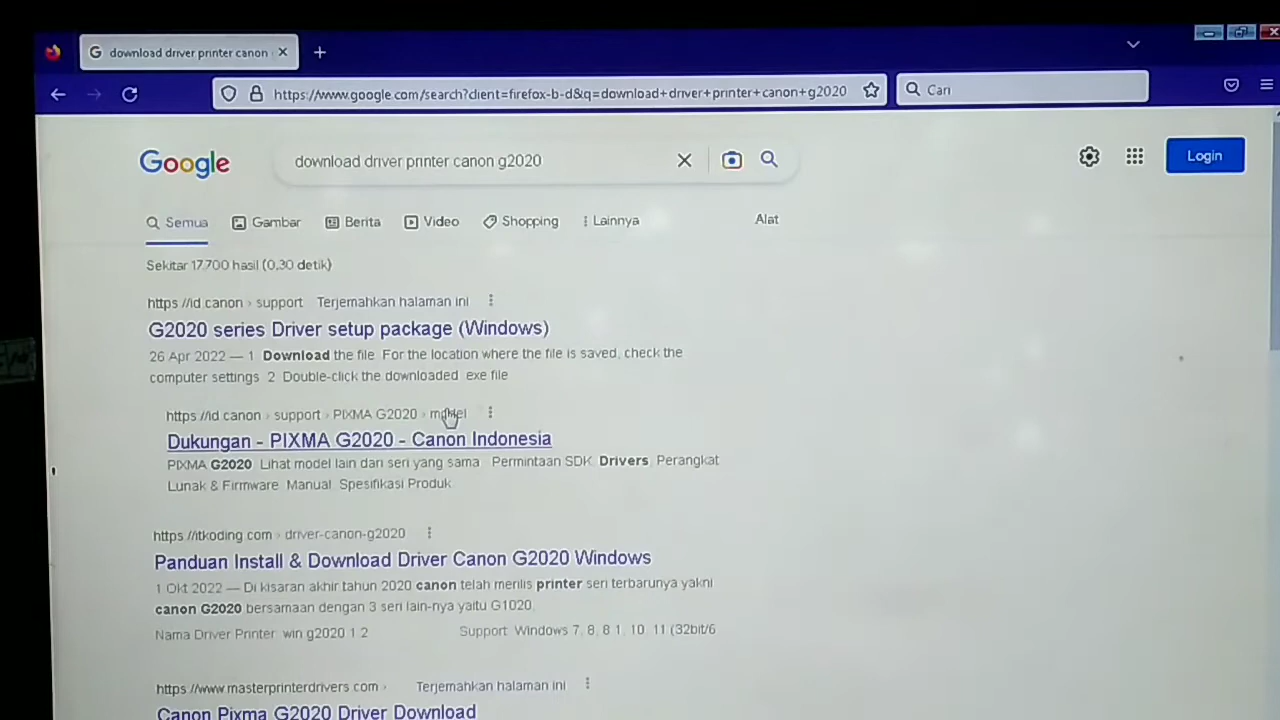 download driver printer canon
https://www.google.com/search?client=firefox-b-d&q=download+driver+printer+canon+g2020
Cari
Google
download driver printer canon g2020
Login
Semua
Gambar
Berita
Video
Shopping
Lainnya
Alat
Sekitar 17.700 hasil (0,30 detik)
https://id.canon › support Terjemahkan halaman ini
G2020 series Driver setup package (Windows)
26 Apr 2022 — 1. Download the file. For the location where the file is saved, check the
computer settings. 2. Double-click the downloaded .exe file
https://id.canon › support › PIXMA G2020 › model
Dukungan - PIXMA G2020 - Canon Indonesia
PIXMA G2020. Lihat model lain dari seri yang sama. Permintaan SDK. Drivers. Perangkat
Lunak & Firmware. Manual. Spesifikasi Produk.
https://itkoding.com › driver-canon-g2020
Panduan Install & Download Driver Canon G2020 Windows
1 Okt 2022 — Di kisaran akhir tahun 2020 canon telah merilis printer seri terbarunya yakni
canon G2020 bersamaan dengan 3 seri lain-nya yaitu G1020,
Nama Driver Printer: win g2020 1.2 Support: Windows 7, 8, 8.1, 10, 11 (32bit/6
https://www.masterprinterdrivers.com › Terjemahkan halaman ini
Canon Pixma G2020 Driver Download